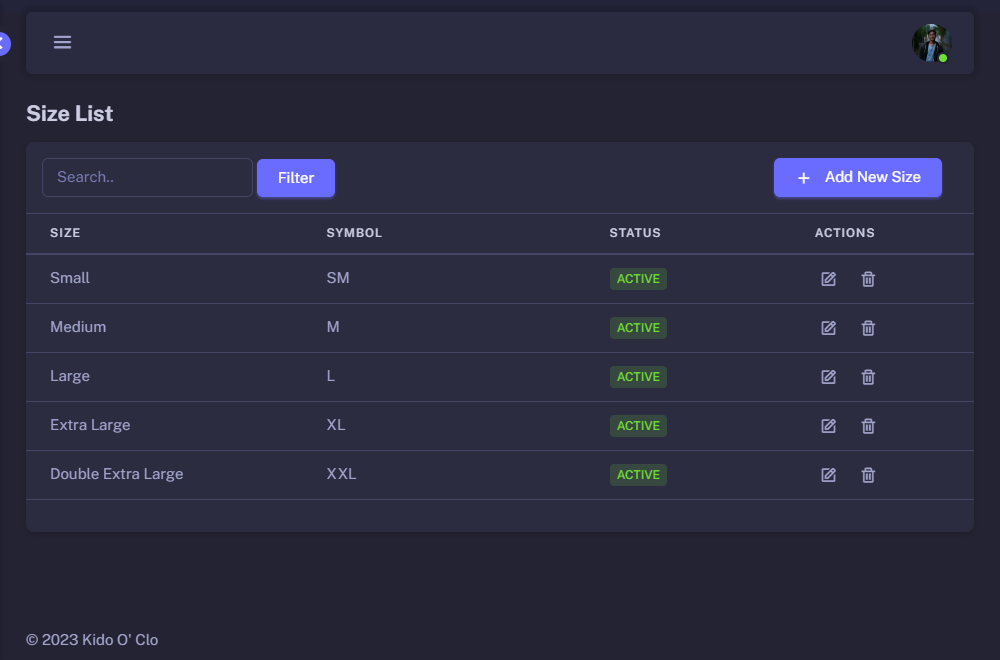 Size List
Search.. Filter + Add New Size
SIZE SYMBOL STATUS ACTIONS
Small SM ACTIVE
Medium M ACTIVE
Large L ACTIVE
Extra Large XL ACTIVE
Double Extra Large XXL ACTIVE
© 2023 Kido O' Clo